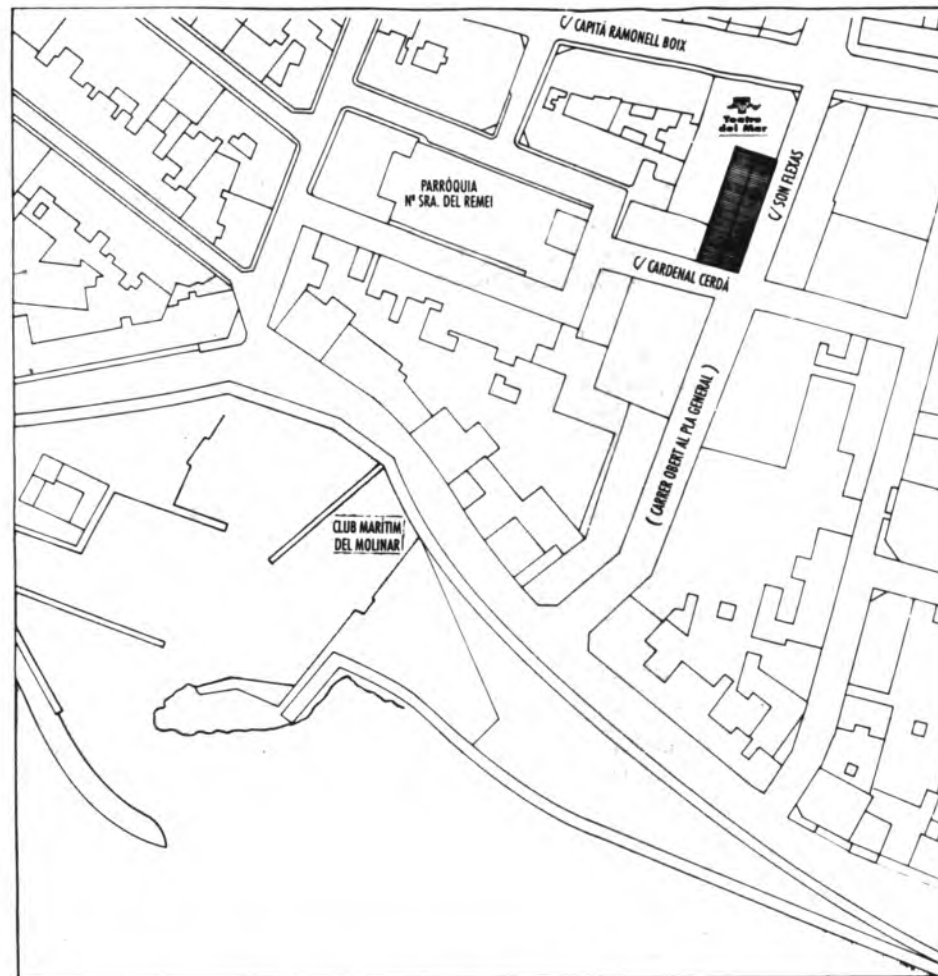 C/ CAPITÀ RAMONELL BOIX
Teatre
del Mar
C/ SON FLEXAS
PARRÒQUIA
Nª SRA. DEL REMEI
C/ CARDENAL CERDÀ
( CARRER OBERT AL PLA GENERAL )
CLUB MARÍTIM
DEL MOLINAR